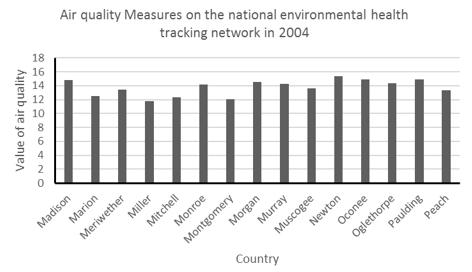 Air quality Measures on the national environmental health
tracking network in 2004
Value of air quality
18
16
14
12
10
8
6
4
2
0
Madison
Marion
Meriwether
Miller
Mitchell
Monroe
Montgomery
Morgan
Murray
Muscogee
Newton
Oconee
Oglethorpe
Paulding
Peach
Country